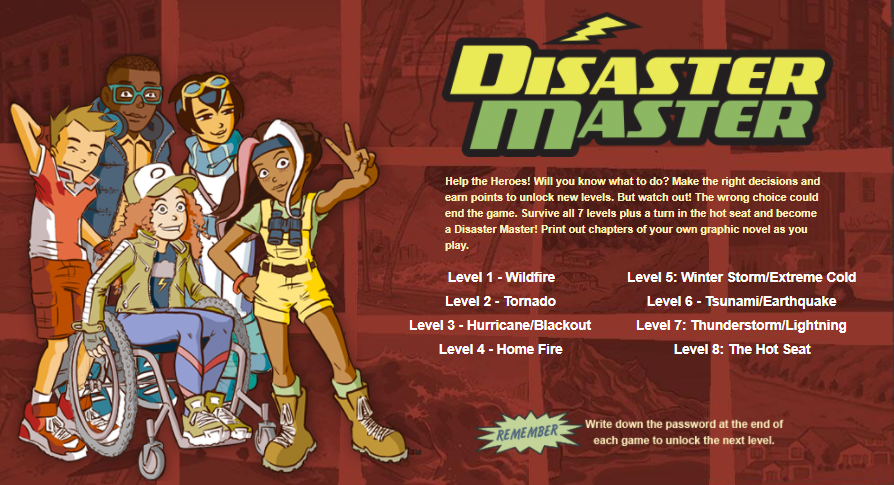 DISASTER
MASTER
Help the Heroes! Will you know what to do? Make the right decisions and
earn points to unlock new levels. But watch out! The wrong choice could
end the game. Survive all 7 levels plus a turn in the hot seat and become
a Disaster Master! Print out chapters of your own graphic novel as you
play.
Level 1 - Wildfire
Level 2 - Tornado
Level 3 - Hurricane/Blackout
Level 4 - Home Fire
Level 5: Winter Storm/Extreme Cold
Level 6 - Tsunami/Earthquake
Level 7: Thunderstorm/Lightning
Level 8: The Hot Seat
REMEMBER
Write down the password at the end of
each game to unlock the next level.